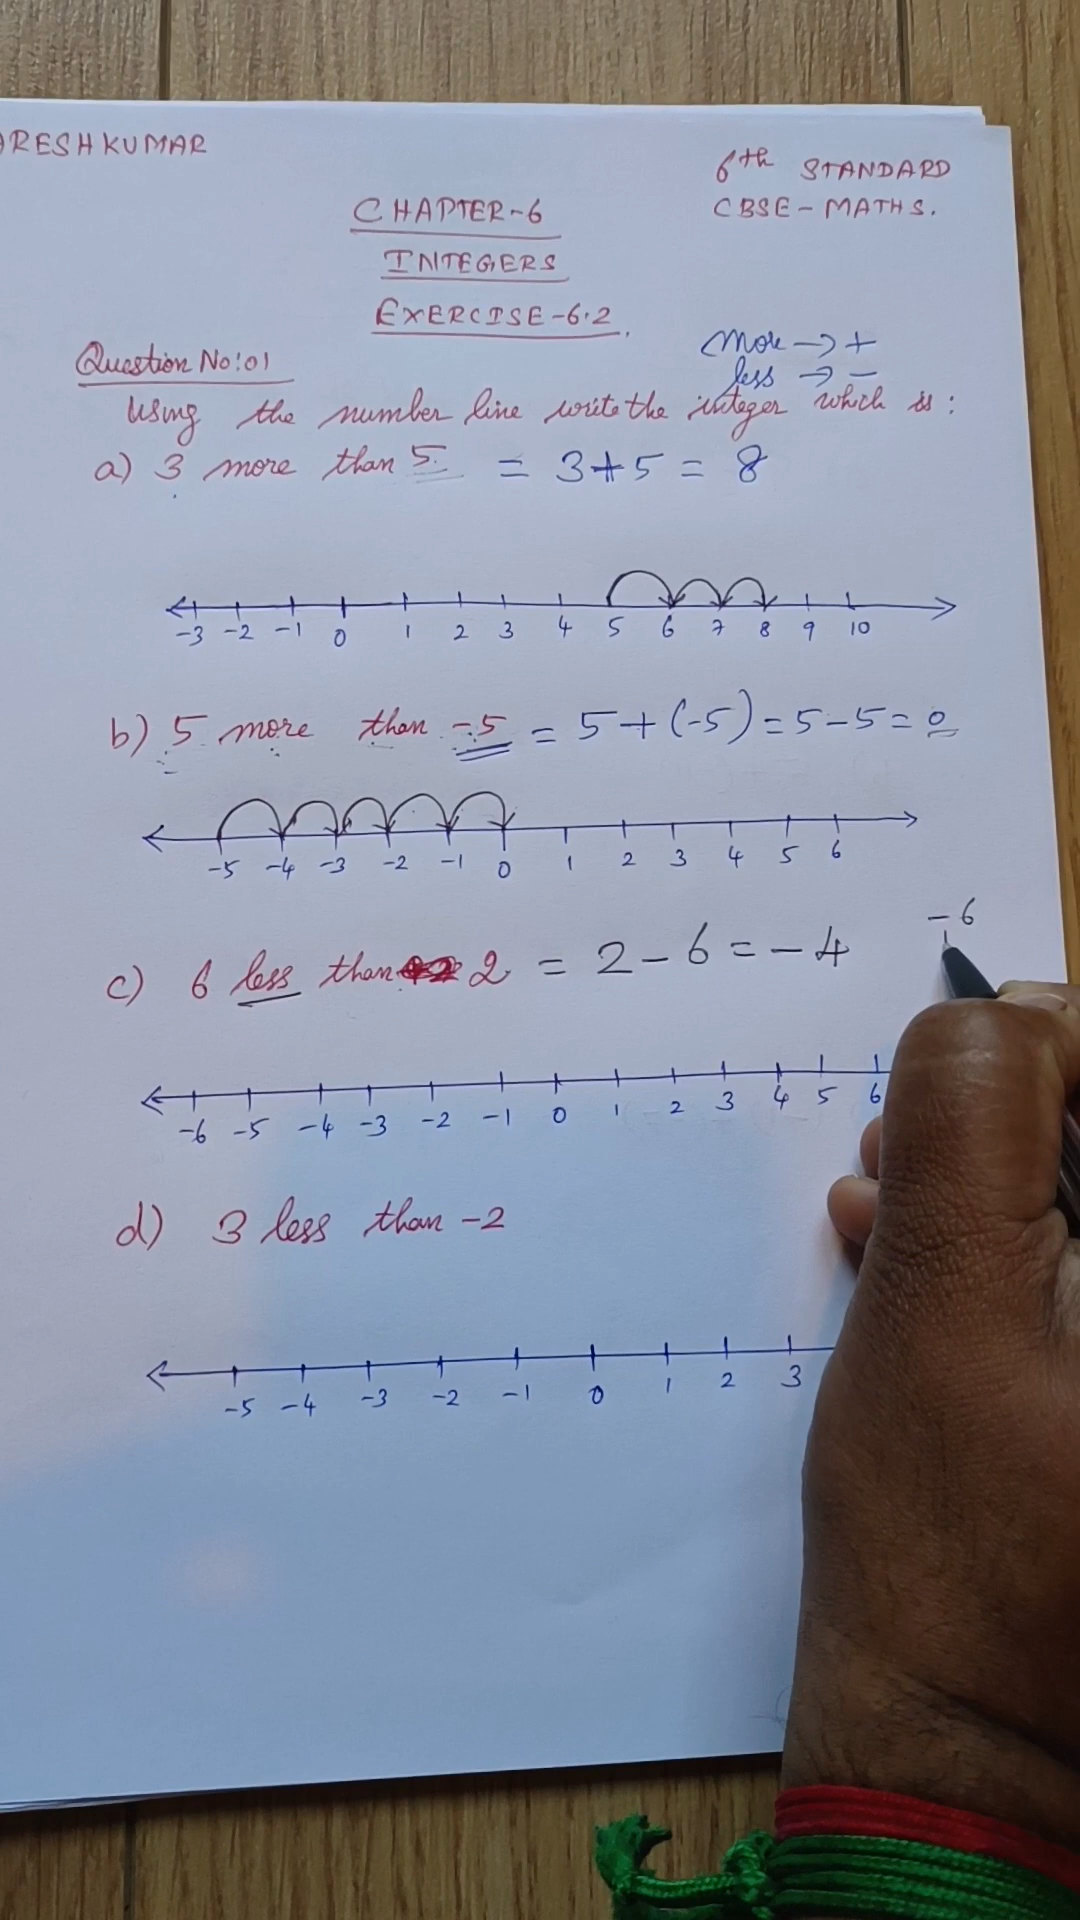 RESHKUMAR
6th STANDARD
CBSE - MATHS.
CHAPTER-6
INTEGERS
EXERCISE-6.2
Question No:01
More → +
less → −
Using the number line write the integer which is :
a) 3 more than 5 = 3+5 = 8
-3 -2 -1 0 1 2 3 4 5 6 7 8 9 10
b) 5 more than -5 = 5+(-5) = 5-5 = 0
-5 -4 -3 -2 -1 0 1 2 3 4 5 6
c) 6 less than 2 = 2-6 = -4
-6
-6 -5 -4 -3 -2 -1 0 1 2 3 4 5 6
d) 3 less than -2
-5 -4 -3 -2 -1 0 1 2 3